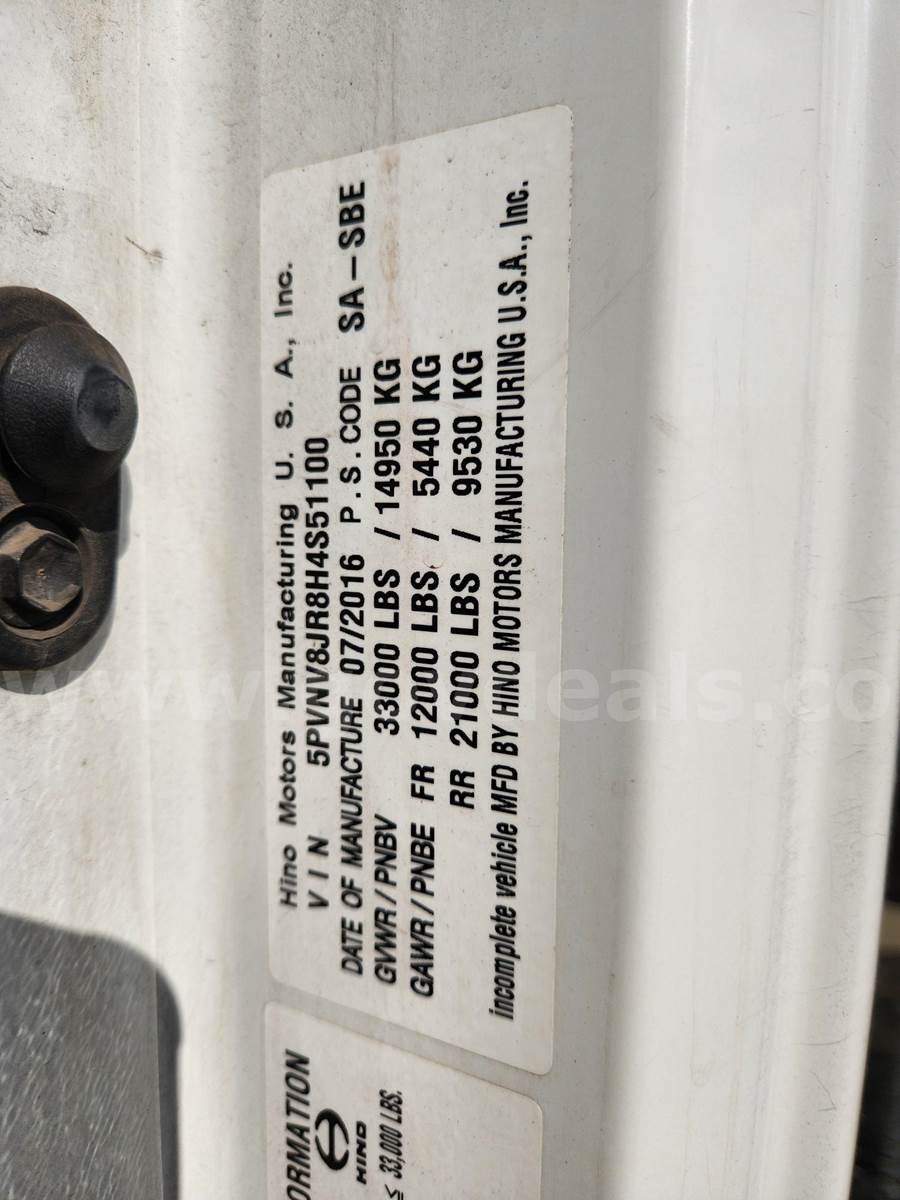 Hino Motors Manufacturing U. S. A., Inc.
VIN 5PVNV8JR8H4S51100
DATE OF MANUFACTURE 07/2016 P.S.CODE SA-SBE
GVWR/PNBV 33000 LBS / 14950 KG
GAWR/PNBE FR 12000 LBS / 5440 KG
RR 21000 LBS / 9530 KG
incomplete vehicle MFD BY HINO MOTORS MANUFACTURING U.S.A., Inc.
ORMATION
HINO
≤ 33,000 LBS.